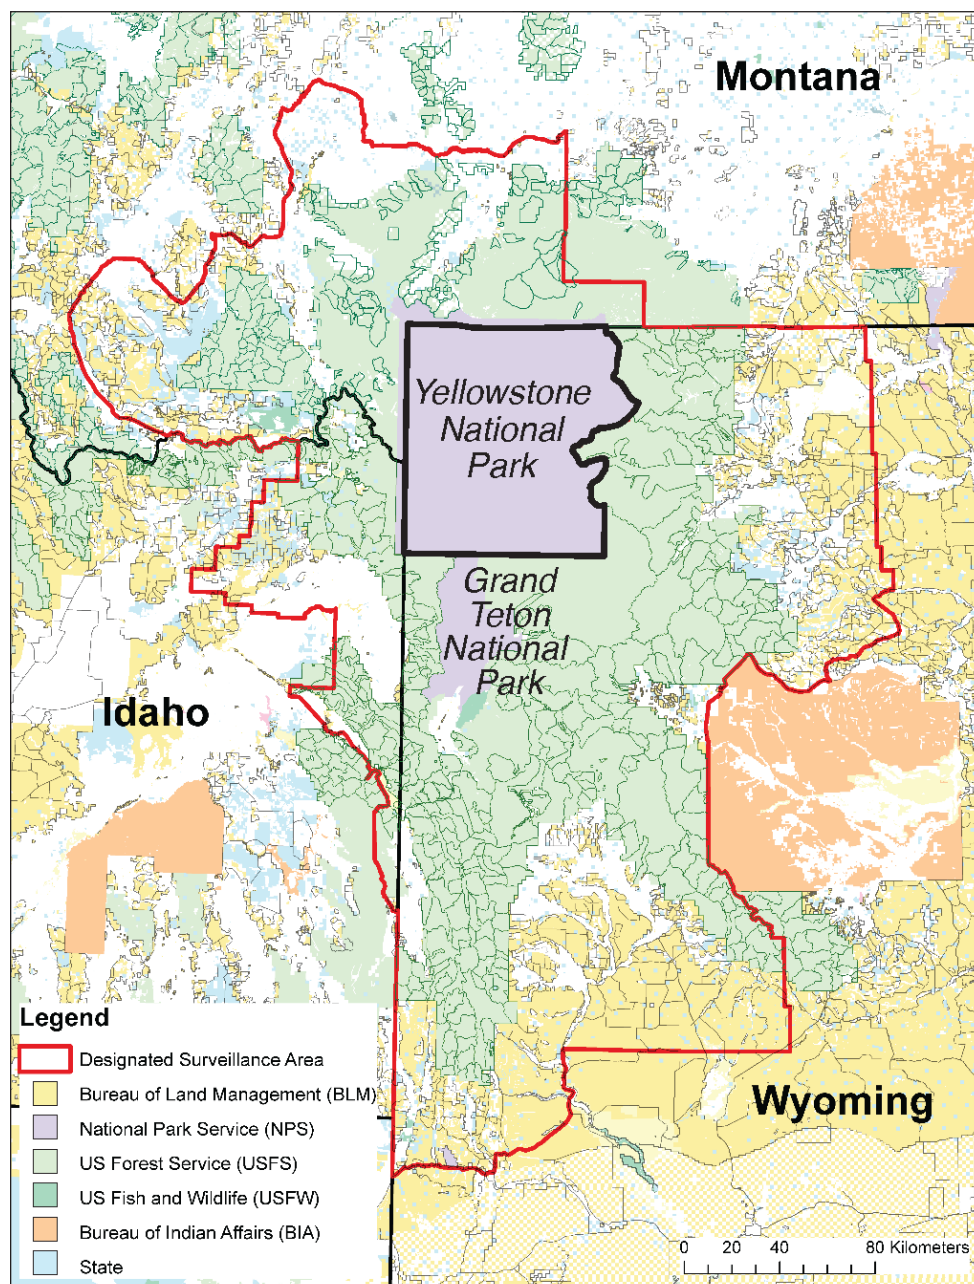 Montana
Yellowstone
National
Park
Grand
Teton
National
Park
Idaho
Wyoming
Legend
Designated Surveillance Area
Bureau of Land Management (BLM)
National Park Service (NPS)
US Forest Service (USFS)
US Fish and Wildlife (USFW)
Bureau of Indian Affairs (BIA)
State
0 20 40 80 Kilometers